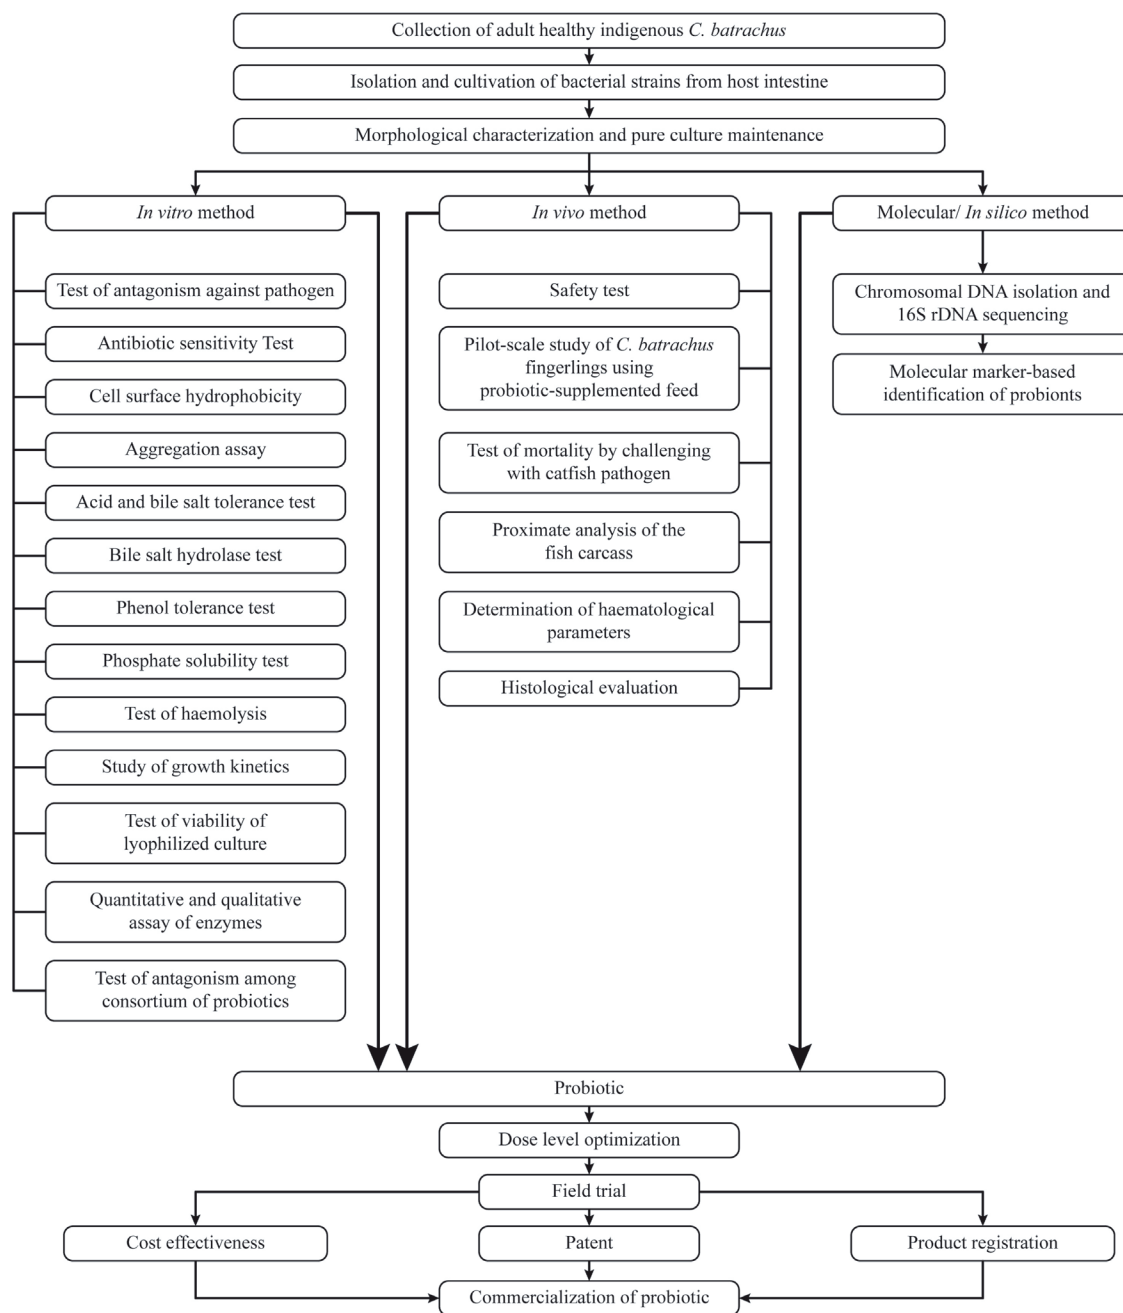 Collection of adult healthy indigenous C. batrachus
Isolation and cultivation of bacterial strains from host intestine
Morphological characterization and pure culture maintenance
In vitro method
Test of antagonism against pathogen
Antibiotic sensitivity Test
Cell surface hydrophobicity
Aggregation assay
Acid and bile salt tolerance test
Bile salt hydrolase test
Phenol tolerance test
Phosphate solubility test
Test of haemolysis
Study of growth kinetics
Test of viability of
lyophilized culture
Quantitative and qualitative
assay of enzymes
Test of antagonism among
consortium of probiotics
In vivo method
Safety test
Pilot-scale study of C. batrachus
fingerlings using
probiotic-supplemented feed
Test of mortality by challenging
with catfish pathogen
Proximate analysis of the
fish carcass
Determination of haematological
parameters
Histological evaluation
Molecular/ In silico method
Chromosomal DNA isolation and
16S rDNA sequencing
Molecular marker-based
identification of probionts
Probiotic
Dose level optimization
Field trial
Cost effectiveness
Patent
Product registration
Commercialization of probiotic